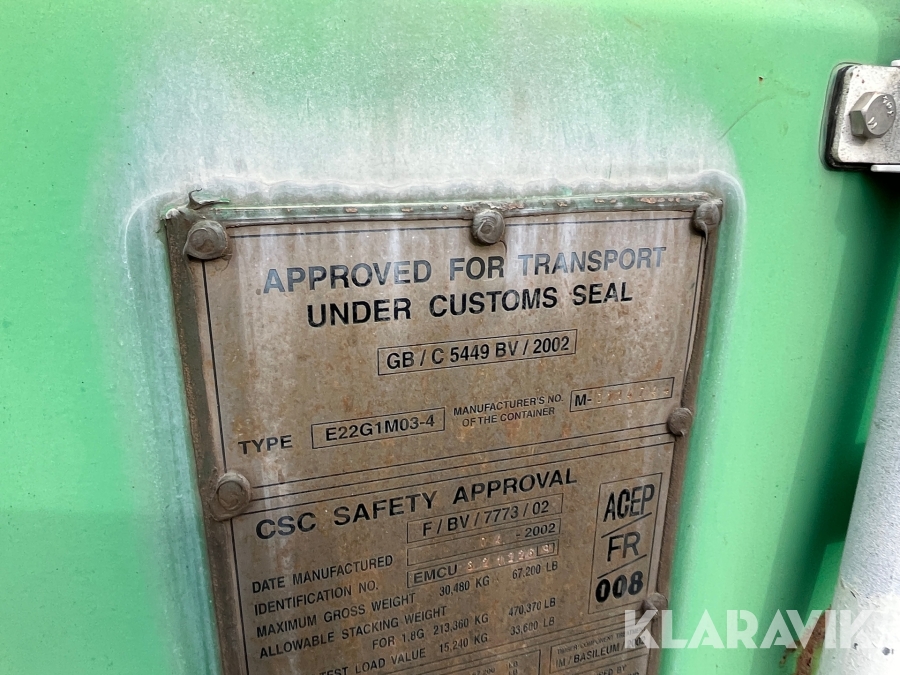 APPROVED FOR TRANSPORT
UNDER CUSTOMS SEAL
GB / C 5449 BV / 2002
TYPE E22G1M03-4 MANUFACTURER'S NO. OF THE CONTAINER M-
CSC SAFETY APPROVAL
F / BV / 7773 / 02
DATE MANUFACTURED - 2002
IDENTIFICATION NO. EMCU
MAXIMUM GROSS WEIGHT 30,480 KG 67,200 LB
ALLOWABLE STACKING WEIGHT
FOR 1.8G 213,360 KG 470,370 LB
TEST LOAD VALUE 15,240 KG 33,600 LB
ACEP
FR
008
IM / BASILEUM
KLARAVIK